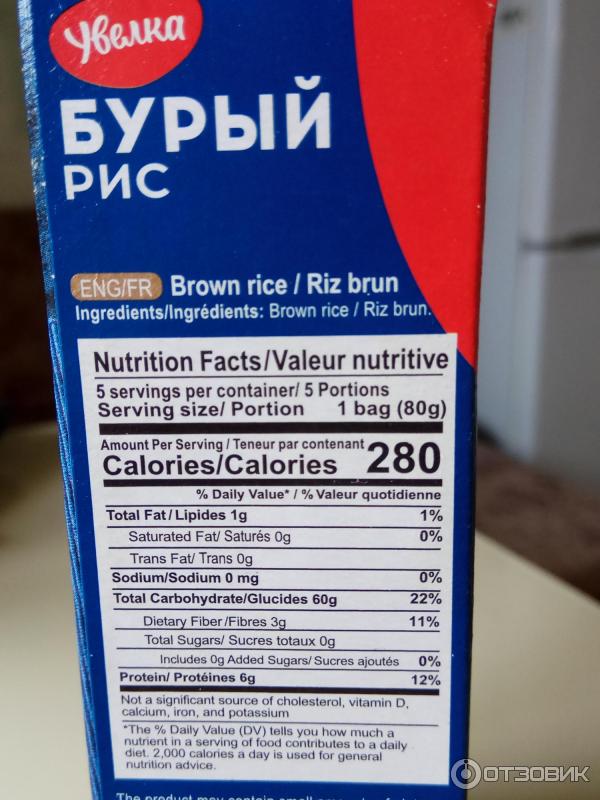 Увелка
БУРЫЙ
РИС
ENG/FR Brown rice / Riz brun
Ingredients/Ingrédients: Brown rice / Riz brun.
Nutrition Facts/Valeur nutritive
5 servings per container/ 5 Portions
Serving size/ Portion 1 bag (80g)
Amount Per Serving / Teneur par contenant
Calories/Calories 280
% Daily Value* / % Valeur quotidienne
Total Fat/ Lipides 1g 1%
Saturated Fat/ Saturés 0g 0%
Trans Fat/ Trans 0g
Sodium/Sodium 0 mg 0%
Total Carbohydrate/Glucides 60g 22%
Dietary Fiber/Fibres 3g 11%
Total Sugars/ Sucres totaux 0g
Includes 0g Added Sugars/ Sucres ajoutés 0%
Protein/ Protéines 6g 12%
Not a significant source of cholesterol, vitamin D,
calcium, iron, and potassium
*The % Daily Value (DV) tells you how much a
nutrient in a serving of food contributes to a daily
diet. 2,000 calories a day is used for general
nutrition advice.
The product may contain small
ОТЗОВИК